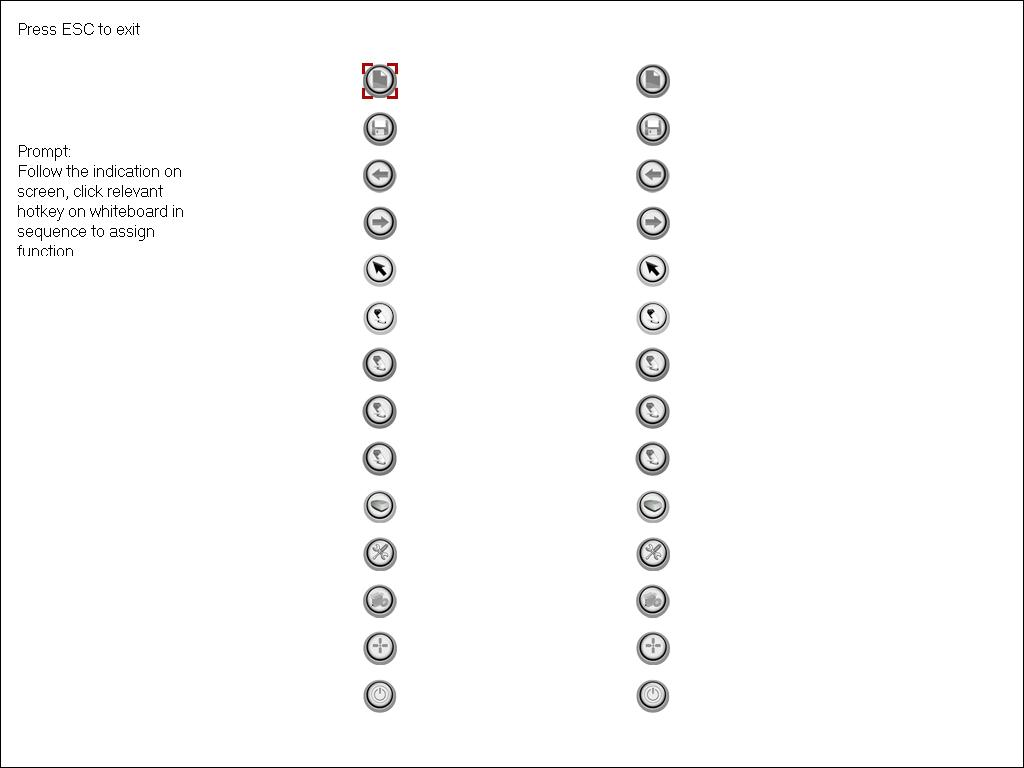 Press ESC to exit
Prompt:
Follow the indication on
screen, click relevant
hotkey on whiteboard in
sequence to assign
function